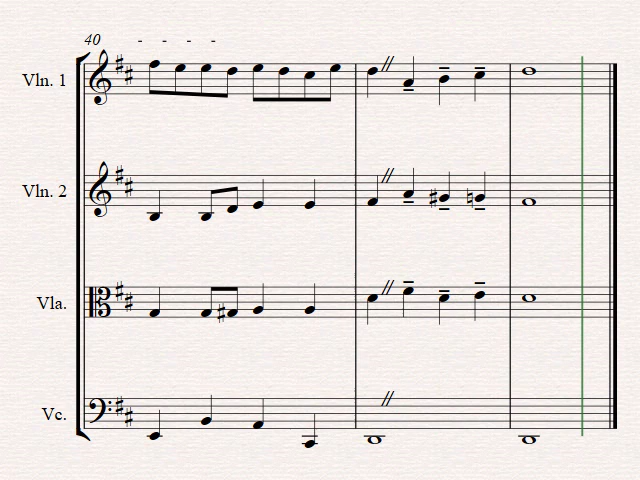 40 - - - -
Vln. 1
Vln. 2
Vla.
Vc.